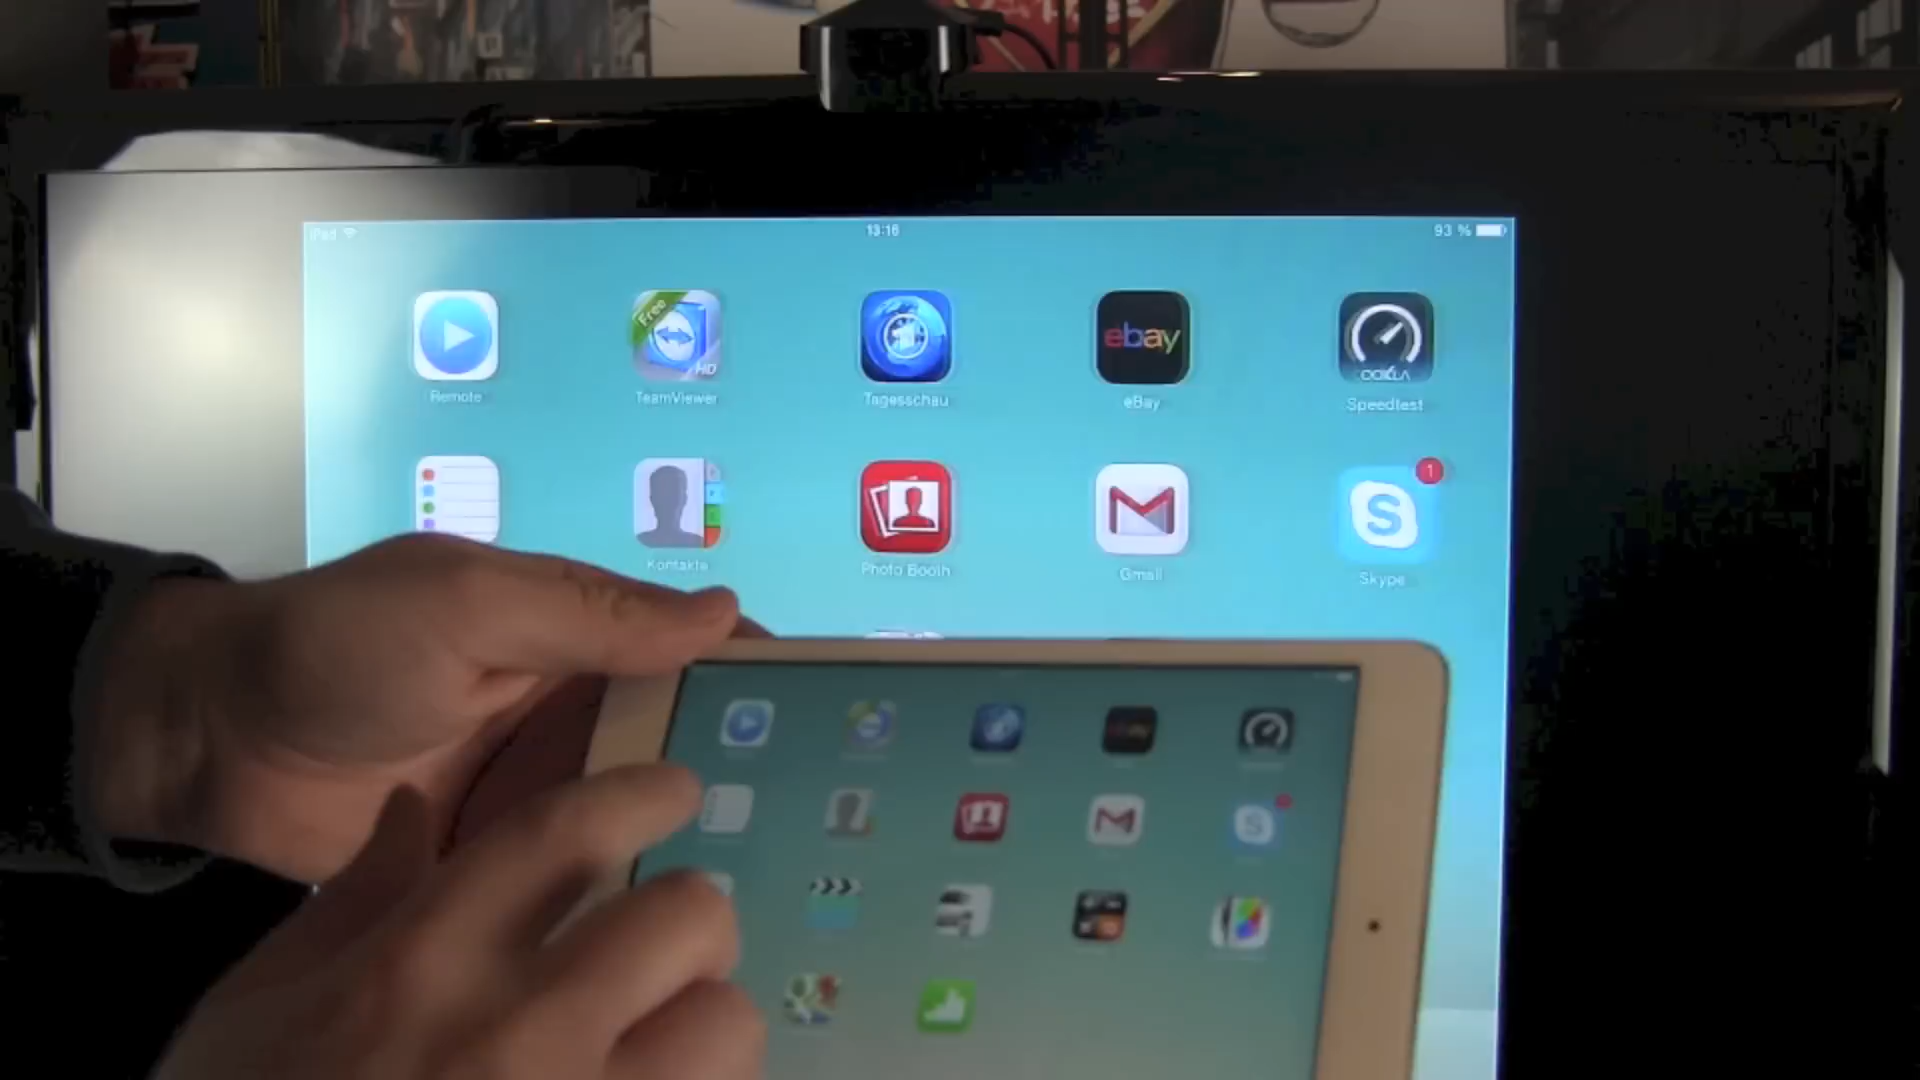 iPad 13:16 93 %
Free
HD
ebay
OOKLA
Remote TeamViewer Tagesschau eBay Speedtest
1
S
Kontakte Photo Booth Gmail Skype